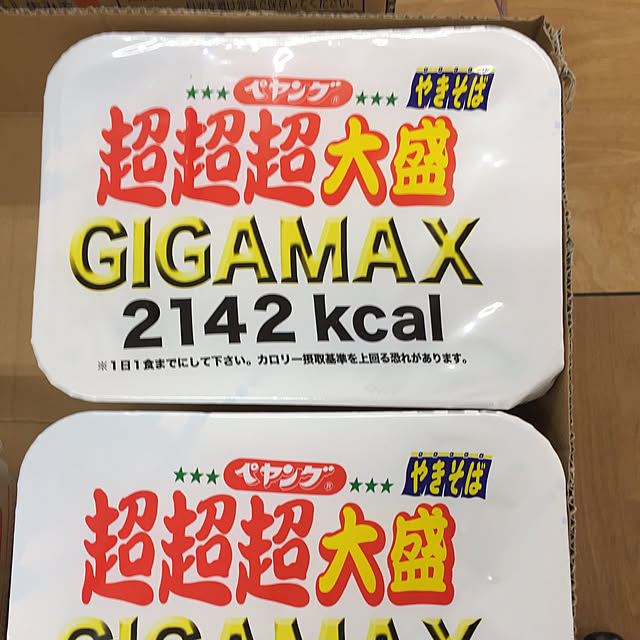 ★★★ ペヤング® ★★★ やきそば
超超超大盛
GIGAMAX
2142 kcal
※1日1食までにして下さい。カロリー摂取基準を上回る恐れがあります。
★★★ ペヤング® ★★★ やきそば
超超超大盛
GIGAMAX